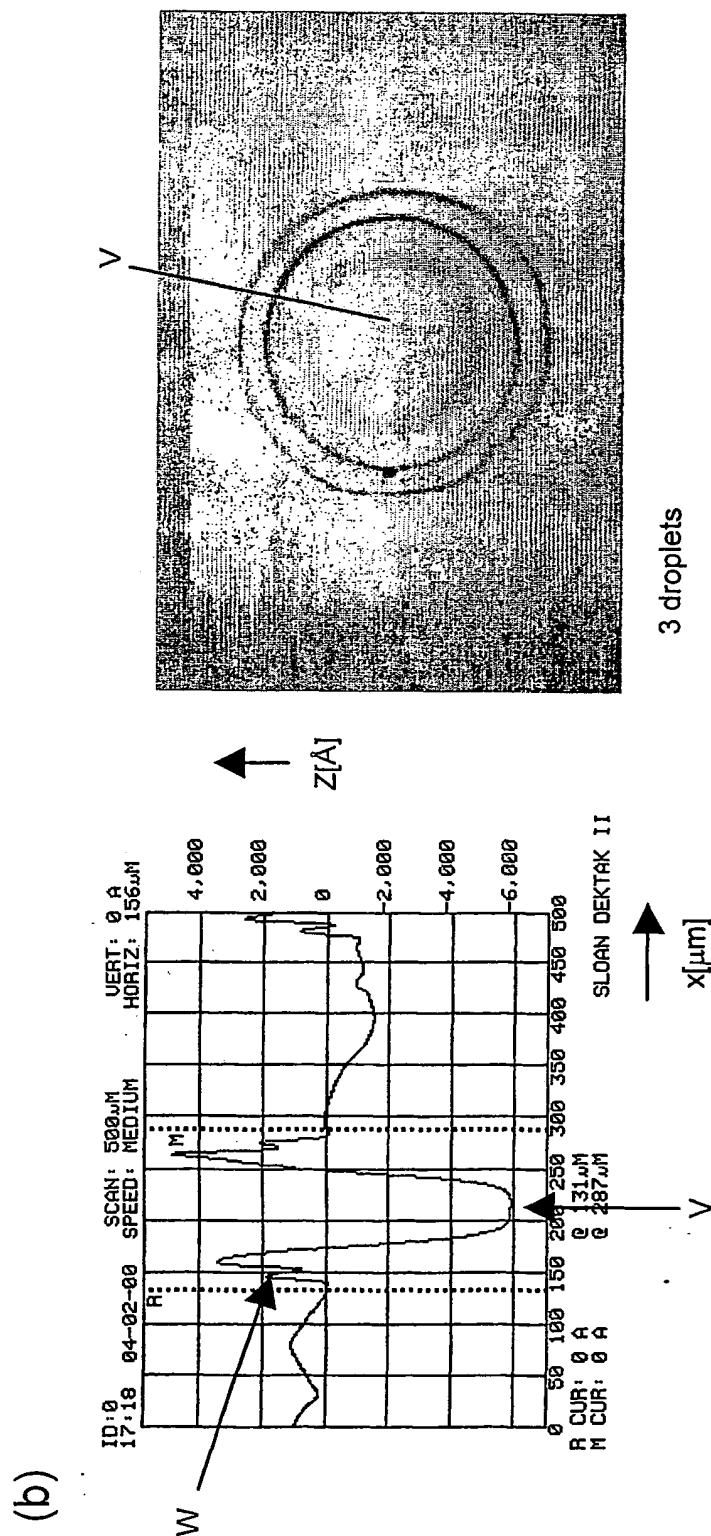 (b)
ID:0 SCAN: 500µM VERT: 0 A
17:18 04-02-00 SPEED: MEDIUM HORIZ: 156µM
R M
4,000
2,000
0
-2,000
-4,000
-6,000
0 50 100 150 200 250 300 350 400 450 500
R CUR: 0 A @ 131µM SLOAN DEKTAK II
M CUR: 0 A @ 287µM
W
V
X[µm]
Z[Å]
V
3 droplets